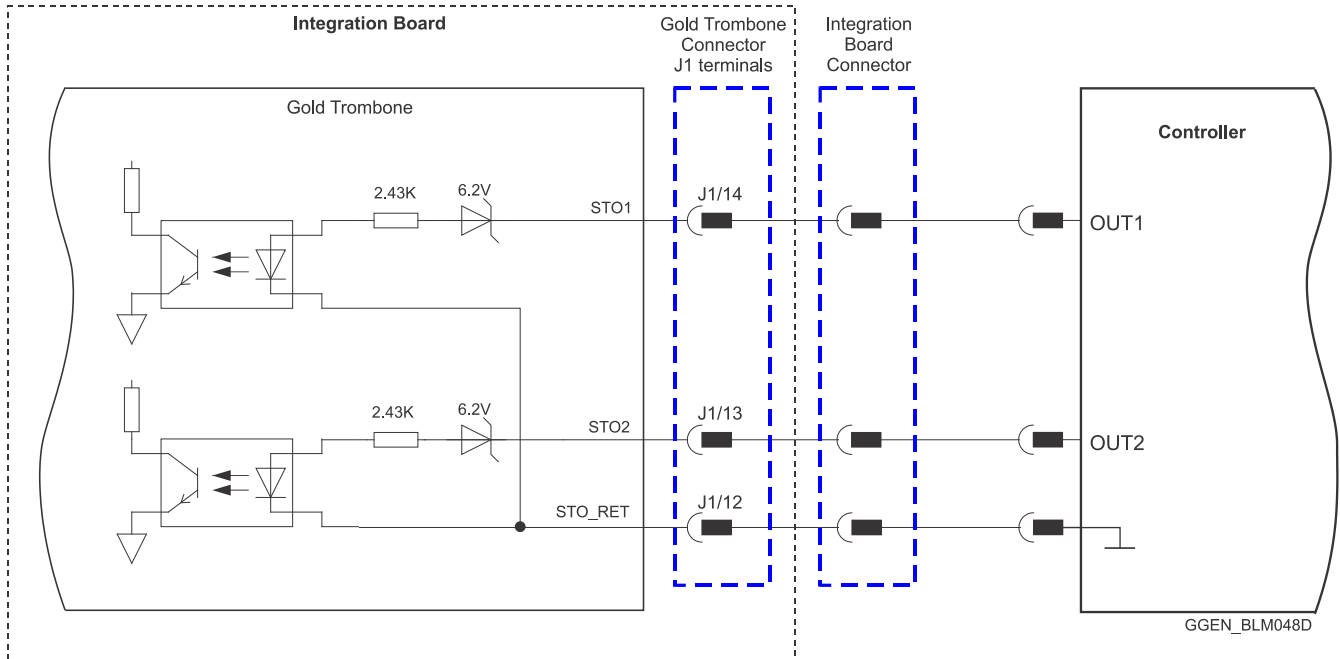 Integration Board
Gold Trombone
Connector
J1 terminals
Integration
Board
Connector
Gold Trombone
Controller
2.43K
6.2V
STO1
J1/14
OUT1
2.43K
6.2V
STO2
J1/13
OUT2
STO_RET
J1/12
GGEN_BLM048D